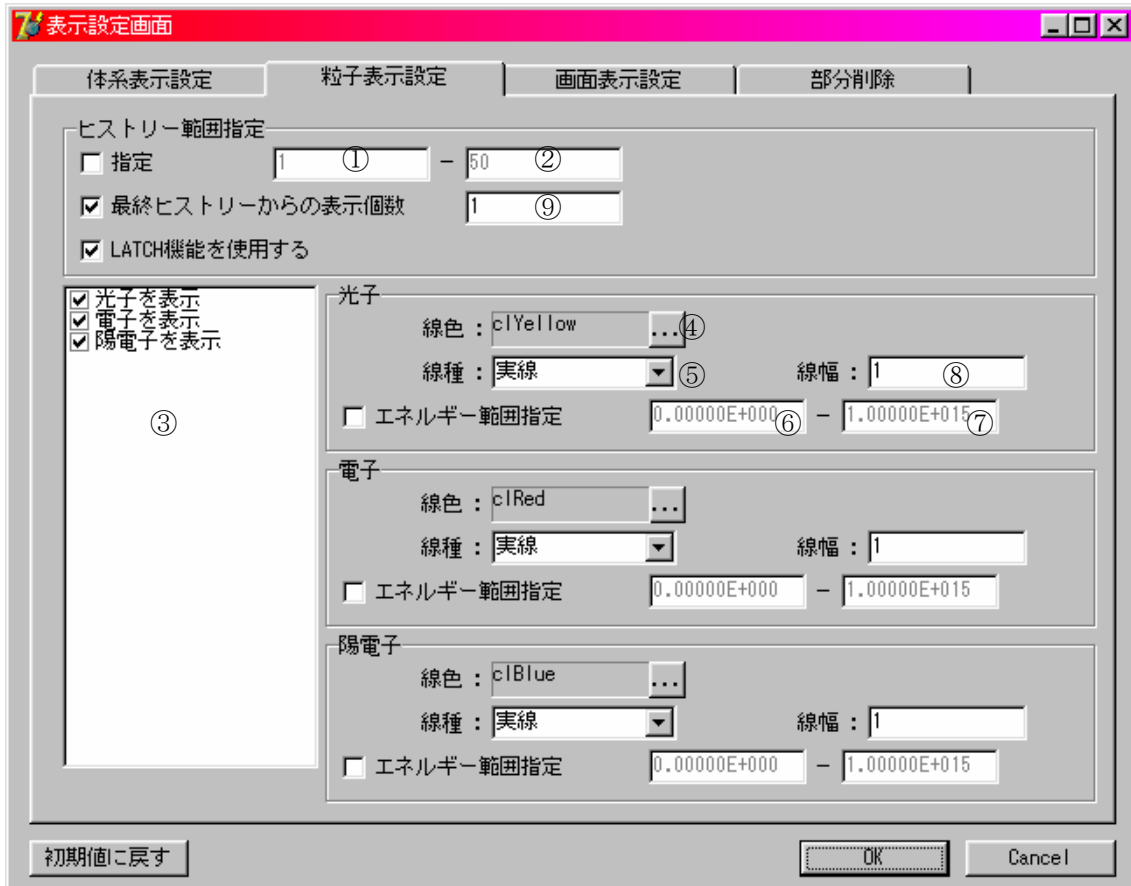 表示設定画面
体系表示設定 粒子表示設定 画面表示設定 部分削除
ヒストリー範囲指定
指定 1 ① - 50 ②
最終ヒストリーからの表示個数 1 ⑨
LATCH機能を使用する
光子を表示
電子を表示
陽電子を表示
③
光子
線色 : clYellow ... ④
線種 : 実線 ⑤ 線幅 : 1 ⑧
エネルギー範囲指定 0.00000E+000 ⑥ - 1.00000E+015 ⑦
電子
線色 : clRed ...
線種 : 実線 線幅 : 1
エネルギー範囲指定 0.00000E+000 - 1.00000E+015
陽電子
線色 : clBlue ...
線種 : 実線 線幅 : 1
エネルギー範囲指定 0.00000E+000 - 1.00000E+015
初期値に戻す OK Cancel